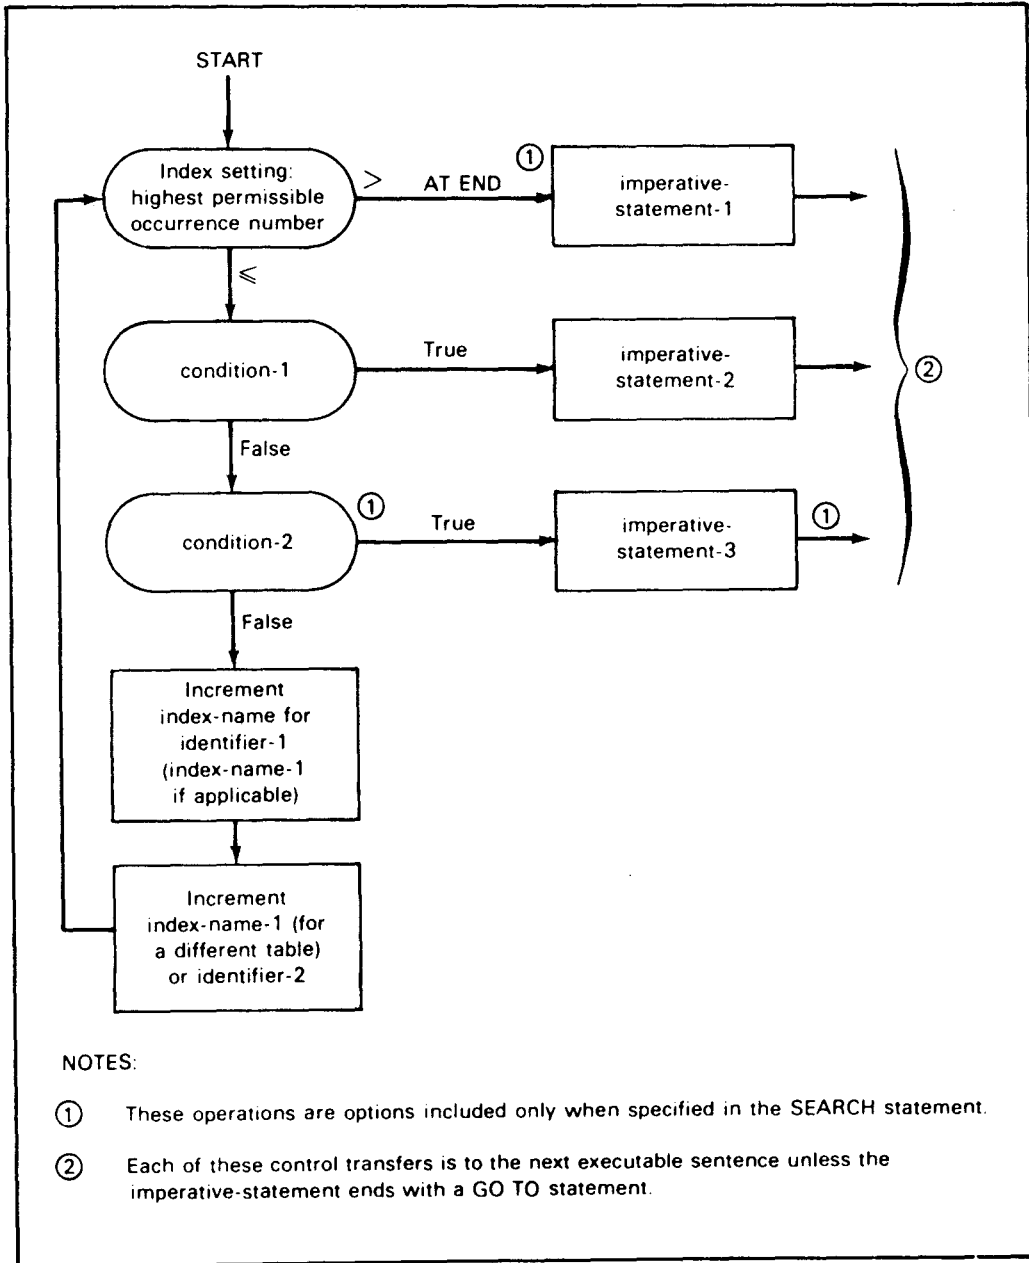 START
Index setting:
highest permissible
occurrence number
>
AT END
①
imperative-
statement-1
≤
condition-1
True
imperative-
statement-2
②
False
condition-2
①
True
imperative-
statement-3
①
False
Increment
index-name for
identifier-1
(index-name-1
if applicable)
Increment
index-name-1 (for
a different table)
or identifier-2
NOTES:
① These operations are options included only when specified in the SEARCH statement.
② Each of these control transfers is to the next executable sentence unless the
imperative-statement ends with a GO TO statement.